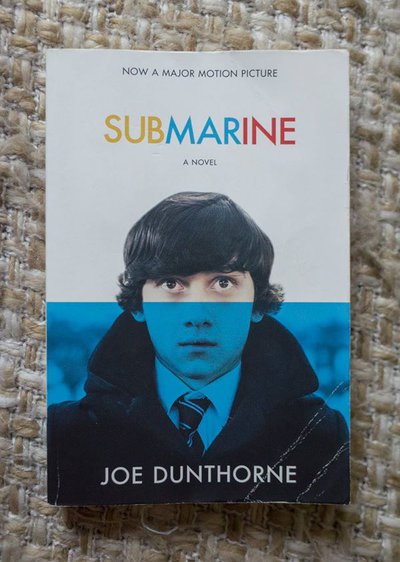 NOW A MAJOR MOTION PICTURE
SUBMARINE
A NOVEL
JOE DUNTHORNE